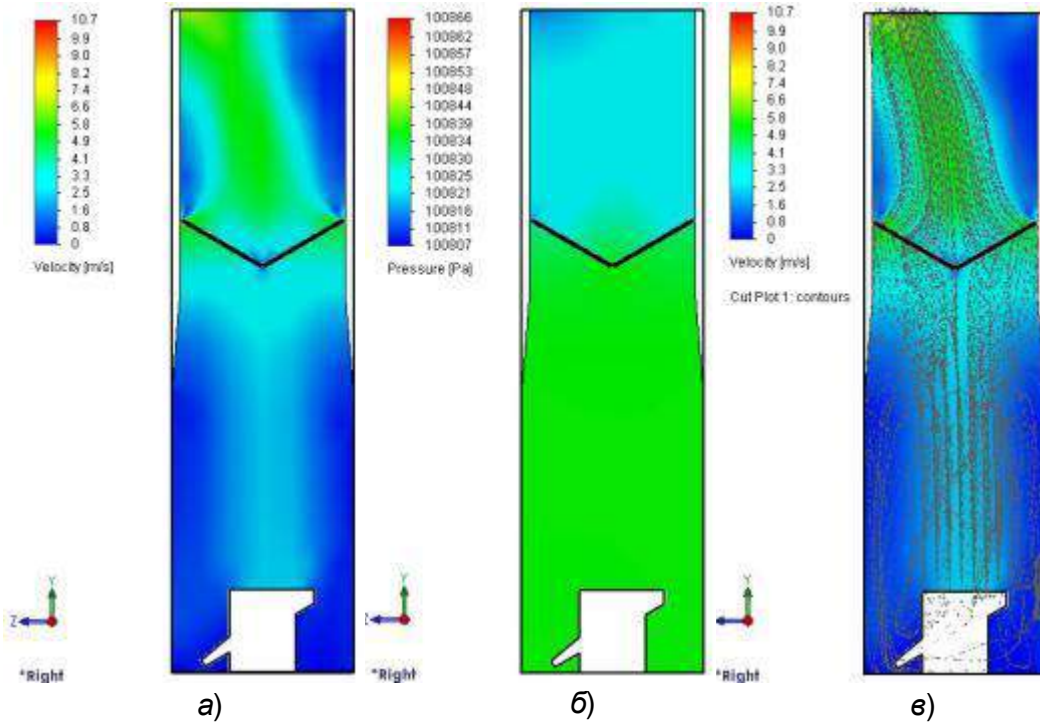 10.7
9.9
9.0
8.2
7.4
6.6
5.8
4.9
4.1
3.3
2.5
1.6
0.8
0
Velocity [m/s]
Y
Z
*Right
а)
100866
100862
100857
100853
100848
100844
100839
100834
100830
100825
100821
100816
100811
100807
Pressure [Pa]
Y
Z
*Right
б)
10.7
9.9
9.0
8.2
7.4
6.6
5.8
4.9
4.1
3.3
2.5
1.6
0.8
0
Velocity [m/s]
Cut Plot 1: contours
Y
*Right
в)